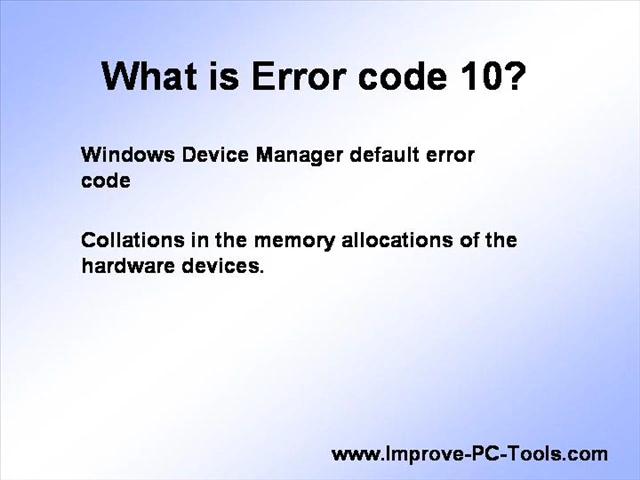 What is Error code 10?
Windows Device Manager default error
code
Collations in the memory allocations of the
hardware devices.
www.Improve-PC-Tools.com